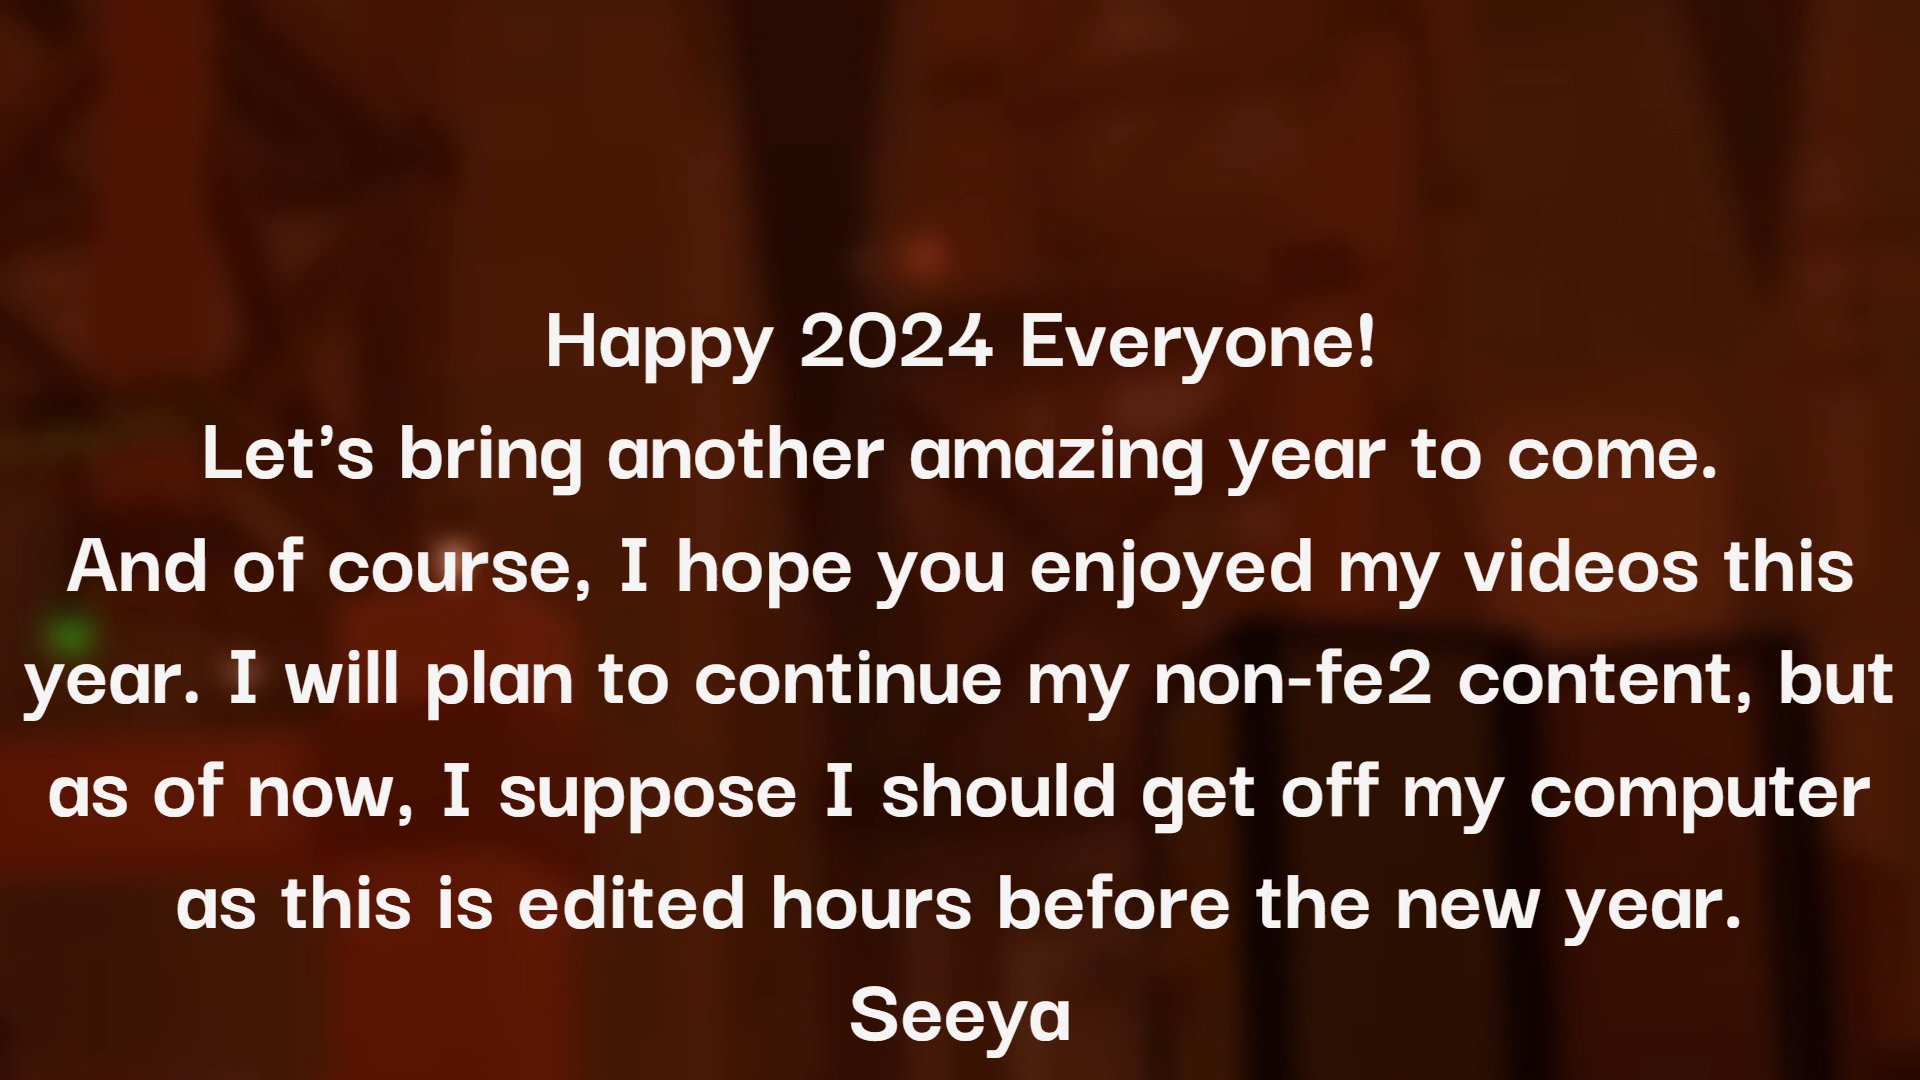 Happy 2024 Everyone!
Let’s bring another amazing year to come.
And of course, I hope you enjoyed my videos this
year. I will plan to continue my non-fe2 content, but
as of now, I suppose I should get off my computer
as this is edited hours before the new year.
Seeya